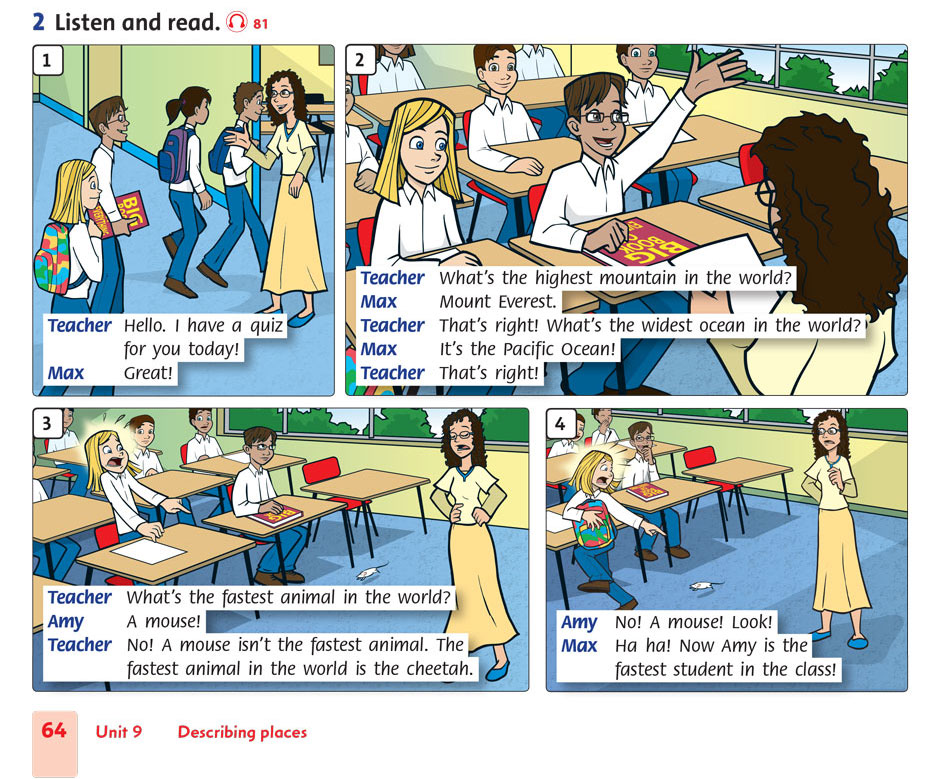 2 Listen and read. 81
1
Teacher Hello. I have a quiz
for you today!
Max Great!
2
BIG
BOOK
Teacher What's the highest mountain in the world?
Max Mount Everest.
Teacher That's right! What's the widest ocean in the world?
Max It's the Pacific Ocean!
Teacher That's right!
3
BIG
Teacher What's the fastest animal in the world?
Amy A mouse!
Teacher No! A mouse isn't the fastest animal. The
fastest animal in the world is the cheetah.
4
Amy No! A mouse! Look!
Max Ha ha! Now Amy is the
fastest student in the class!
64 Unit 9 Describing places